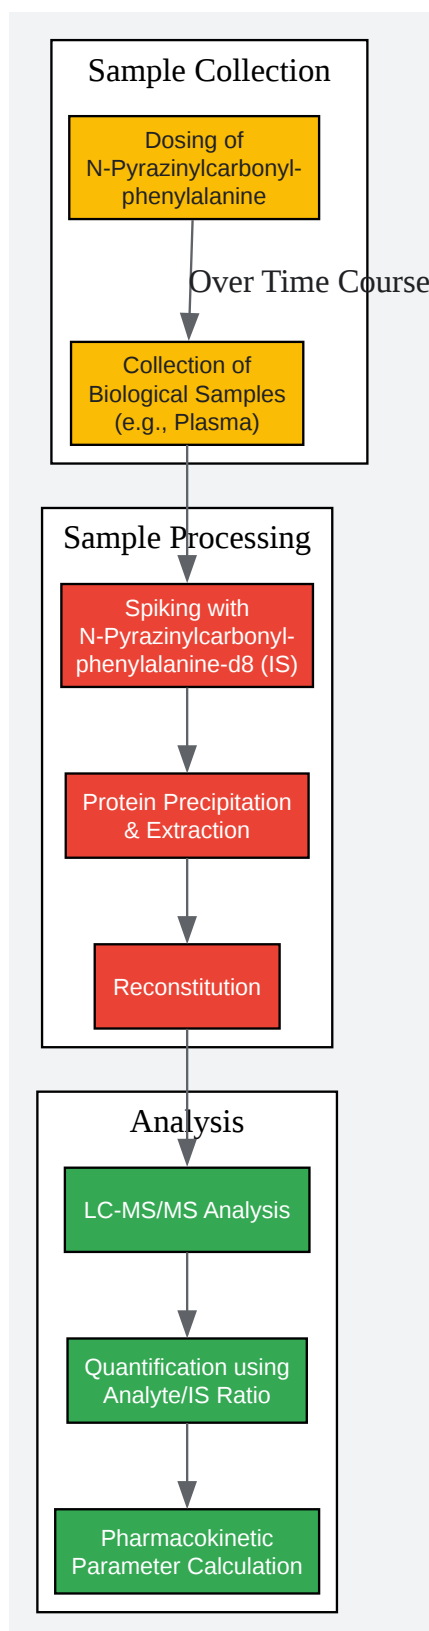 Sample Collection
Dosing of
N-Pyrazinylcarbonyl-
phenylalanine
Over Time Course
Collection of
Biological Samples
(e.g., Plasma)
Sample Processing
Spiking with
N-Pyrazinylcarbonyl-
phenylalanine-d8 (IS)
Protein Precipitation
& Extraction
Reconstitution
Analysis
LC-MS/MS Analysis
Quantification using
Analyte/IS Ratio
Pharmacokinetic
Parameter Calculation